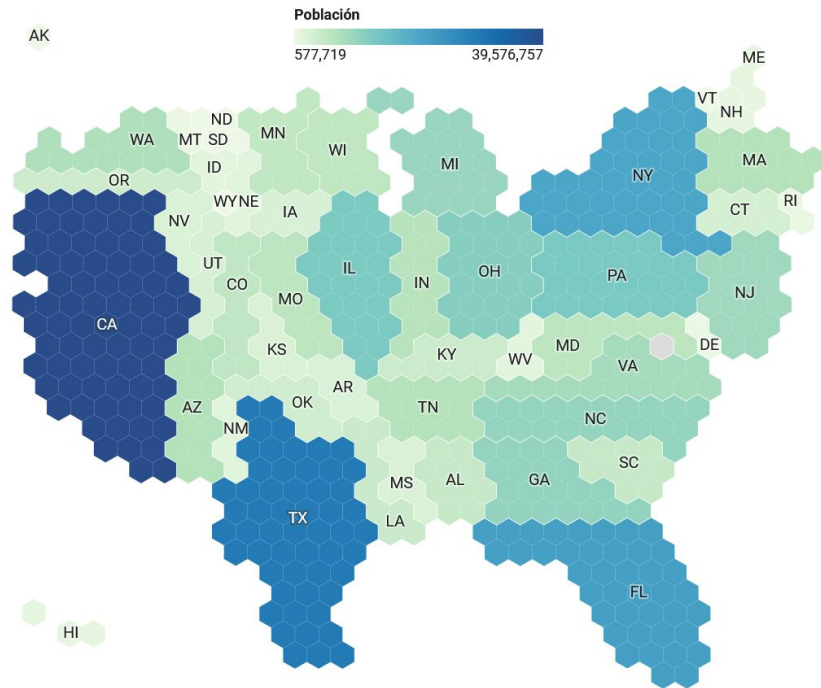 Población
577,719 39,576,757
AK
ME
VT
NH
WA MT ND
SD
MN
WI
MI
NY
MA
ID
OR
WY NE
IA
NV
CT
RI
UT
CO
MO
IL
IN
OH
PA
NJ
CA
KS
KY
WV
MD
DE
VA
AR
OK
AZ
NM
TN
NC
MS
AL
GA
SC
LA
TX
FL
HI